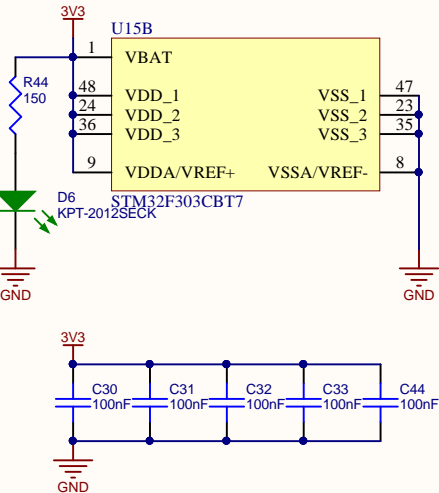 3V3
U15B
1 VBAT
R44
150
48 VDD_1 VSS_1 47
24 VDD_2 VSS_2 23
36 VDD_3 VSS_3 35
9 VDDA/VREF+ VSSA/VREF- 8
D6
KPT-2012SECK
STM32F303CBT7
GND
GND
3V3
C30
100nF
C31
100nF
C32
100nF
C33
100nF
C44
100nF
GND